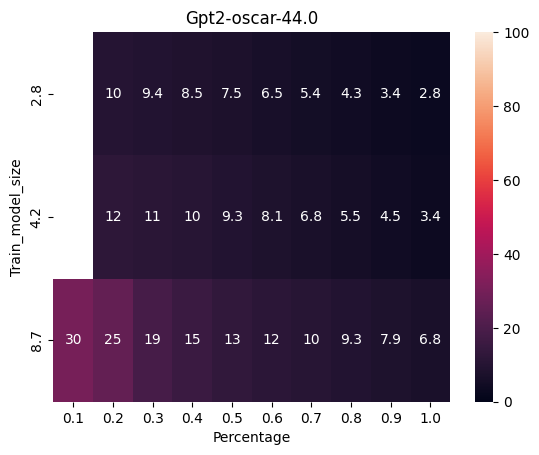 Gpt2-oscar-44.0
100
80
60
40
20
0
Train_model_size
2.8 10 9.4 8.5 7.5 6.5 5.4 4.3 3.4 2.8
4.2 12 11 10 9.3 8.1 6.8 5.5 4.5 3.4
8.7 30 25 19 15 13 12 10 9.3 7.9 6.8
0.1 0.2 0.3 0.4 0.5 0.6 0.7 0.8 0.9 1.0
Percentage